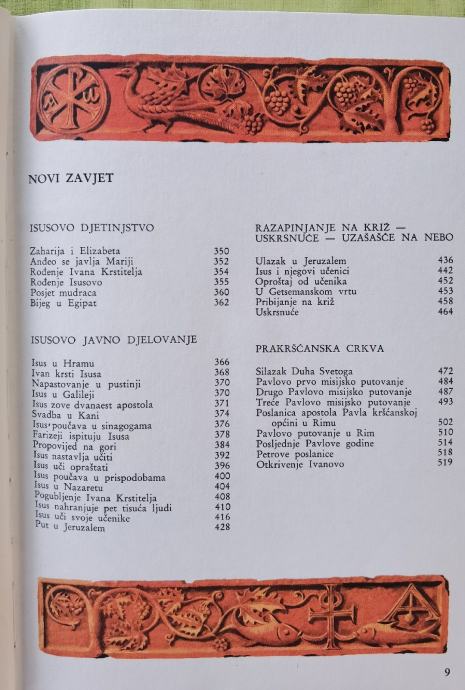 NOVI ZAVJET
ISUSOVO DJETINJSTVO
Zaharija i Elizabeta 350
Anđeo se javlja Mariji 352
Rođenje Ivana Krstitelja 354
Rođenje Isusovo 355
Posjet mudraca 360
Bijeg u Egipat 362
ISUSOVO JAVNO DJELOVANJE
Isus u Hramu 366
Ivan krsti Isusa 368
Napastovanje u pustinji 370
Isus u Galileji 370
Isus zove dvanaest apostola 371
Svadba u Kani 374
Isus poučava u sinagogama 376
Farizeji ispituju Isusa 378
Propovijed na gori 384
Isus nastavlja učiti 392
Isus uči opraštati 396
Isus poučava u prispodobama 400
Isus u Nazaretu 404
Pogubljenje Ivana Krstitelja 408
Isus nahranjuje pet tisuća ljudi 410
Isus uči svoje učenike 416
Put u Jeruzalem 428
RAZAPINJANJE NA KRIŽ —
USKRSNUĆE — UZAŠAŠĆE NA NEBO
Ulazak u Jeruzalem 436
Isus i njegovi učenici 442
Oproštaj od učenika 452
U Getsemanskom vrtu 453
Pribijanje na križ 458
Uskrsnuće 464
PRAKRŠĆANSKA CRKVA
Silazak Duha Svetoga 472
Pavlovo prvo misijsko putovanje 484
Drugo Pavlovo misijsko putovanje 487
Treće Pavlovo misijsko putovanje 493
Poslanica apostola Pavla kršćanskoj
općini u Rimu 502
Pavlovo putovanje u Rim 510
Posljednje Pavlove godine 514
Petrove poslanice 518
Otkrivenje Ivanovo 519
9